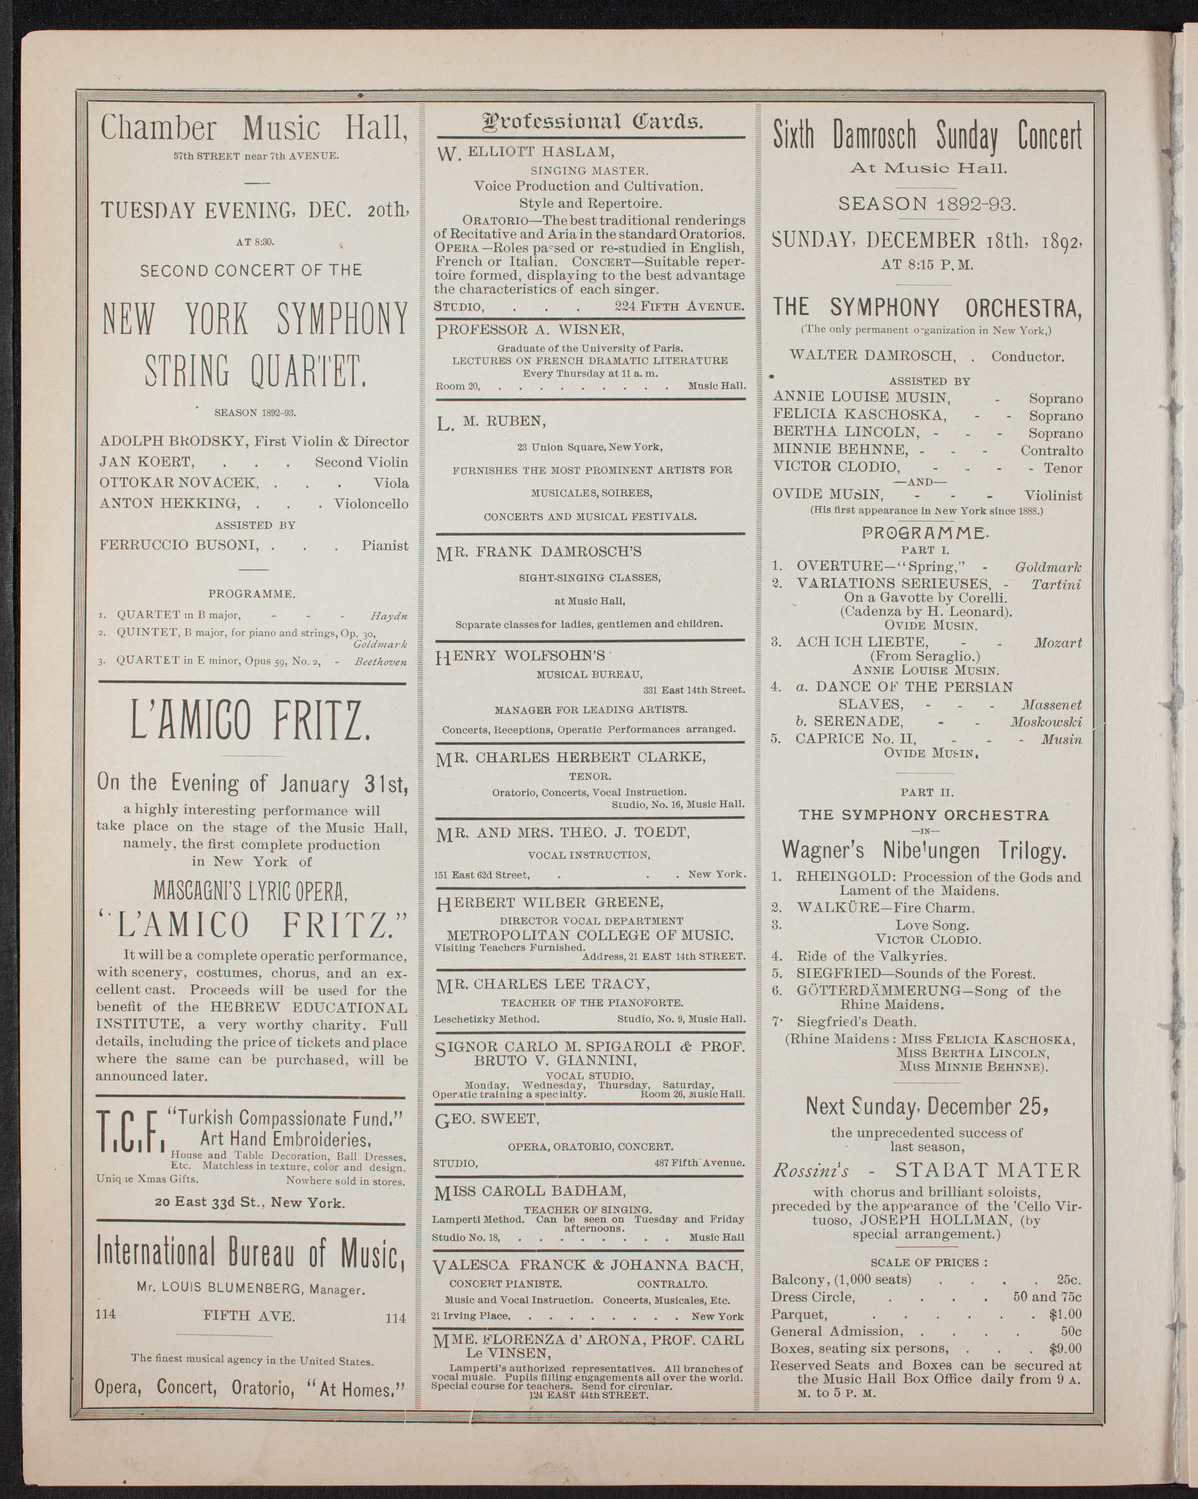 Chamber Music Hall,
57th STREET near 7th AVENUE.
TUESDAY EVENING, DEC. 20th,
AT 8:30.
SECOND CONCERT OF THE
NEW YORK SYMPHONY
STRING QUARTET.
SEASON 1892-93.
ADOLPH BRODSKY, First Violin & Director
JAN KOERT, . . . Second Violin
OTTOKAR NOVACEK, . . . Viola
ANTON HEKKING, . . . Violoncello
ASSISTED BY
FERRUCCIO BUSONI, . . . Pianist
PROGRAMME.
1. QUARTET in B major, - - - Haydn
2. QUINTET, B major, for piano and strings, Op. 30,
Goldmark
3. QUARTET in E minor, Opus 59, No. 2, - Beethoven
L'AMICO FRITZ.
On the Evening of January 31st,
a highly interesting performance will
take place on the stage of the Music Hall,
namely, the first complete production
in New York of
MASCAGNI'S LYRIC OPERA,
"L'AMICO FRITZ."
It will be a complete operatic performance,
with scenery, costumes, chorus, and an ex-
cellent cast. Proceeds will be used for the
benefit of the HEBREW EDUCATIONAL
INSTITUTE, a very worthy charity. Full
details, including the price of tickets and place
where the same can be purchased, will be
announced later.
T.C.F. "Turkish Compassionate Fund."
Art Hand Embroideries.
House and Table Decoration, Ball Dresses,
Etc. Matchless in texture, color and design.
Uniq ie Xmas Gifts. Nowhere sold in stores.
20 East 33d St., New York.
International Bureau of Music,
Mr. LOUIS BLUMENBERG, Manager.
114 FIFTH AVE. 114
The finest musical agency in the United States.
Opera, Concert, Oratorio, "At Homes."
Professional Cards.
W. ELLIOTT HASLAM,
SINGING MASTER.
Voice Production and Cultivation.
Style and Repertoire.
ORATORIO—The best traditional renderings
of Recitative and Aria in the standard Oratorios.
OPERA—Roles passed or re-studied in English,
French or Italian. CONCERT—Suitable reper-
toire formed, displaying to the best advantage
the characteristics of each singer.
STUDIO, . . . 224 FIFTH AVENUE.
PROFESSOR A. WISNER,
Graduate of the University of Paris.
LECTURES ON FRENCH DRAMATIC LITERATURE
Every Thursday at 11 a. m.
Room 20, . . . . . . . . . Music Hall.
L. M. RUBEN,
23 Union Square, New York,
FURNISHES THE MOST PROMINENT ARTISTS FOR
MUSICALES, SOIREES,
CONCERTS AND MUSICAL FESTIVALS.
MR. FRANK DAMROSCH'S
SIGHT-SINGING CLASSES,
at Music Hall,
Separate classes for ladies, gentlemen and children.
HENRY WOLFSOHN'S
MUSICAL BUREAU,
331 East 14th Street.
MANAGER FOR LEADING ARTISTS.
Concerts, Receptions, Operatic Performances arranged.
MR. CHARLES HERBERT CLARKE,
TENOR.
Oratorio, Concerts, Vocal Instruction.
Studio, No. 16, Music Hall.
MR. AND MRS. THEO. J. TOEDT,
VOCAL INSTRUCTION,
151 East 62d Street, . . . New York.
HERBERT WILBER GREENE,
DIRECTOR VOCAL DEPARTMENT
METROPOLITAN COLLEGE OF MUSIC.
Visiting Teachers Furnished.
Address, 21 EAST 14th STREET.
MR. CHARLES LEE TRACY,
TEACHER OF THE PIANOFORTE.
Leschetizky Method. Studio, No. 9, Music Hall.
SIGNOR CARLO M. SPIGAROLI & PROF.
BRUTO V. GIANNINI,
VOCAL STUDIO.
Monday, Wednesday, Thursday, Saturday,
Operatic training a specialty. Room 26, Music Hall.
GEO. SWEET,
OPERA, ORATORIO, CONCERT.
STUDIO, 487 Fifth Avenue.
MISS CAROLL BADHAM,
TEACHER OF SINGING.
Lamperti Method. Can be seen on Tuesday and Friday
afternoons.
Studio No. 18, . . . . . . . . Music Hall
VALESCA FRANCK & JOHANNA BACH,
CONCERT PIANISTE. CONTRALTO.
Music and Vocal Instruction. Concerts, Musicales, Etc.
21 Irving Place, . . . . . . . . New York
MME. FLORENZA d'ARONA, PROF. CARL
Le VINSEN,
Lamperti's authorized representatives. All branches of
vocal music. Pupils filling engagements all over the world.
Special course for teachers. Send for circular.
124 EAST 44th STREET.
Sixth Damrosch Sunday Concert
At Music Hall.
SEASON 1892-93.
SUNDAY, DECEMBER 18th, 1892,
AT 8:15 P. M.
THE SYMPHONY ORCHESTRA,
(The only permanent organization in New York,)
WALTER DAMROSCH, . Conductor.
ASSISTED BY
ANNIE LOUISE MUSIN, - Soprano
FELICIA KASCHOSKA, - - Soprano
BERTHA LINCOLN, - - - Soprano
MINNIE BEHNNE, - - - Contralto
VICTOR CLODIO, - - - - Tenor
—AND—
OVIDE MUSIN, - - - Violinist
(His first appearance in New York since 1888.)
PROGRAMME.
PART I.
1. OVERTURE—"Spring," - Goldmark
2. VARIATIONS SERIEUSES, - Tartini
On a Gavotte by Corelli.
(Cadenza by H. Leonard).
OVIDE MUSIN.
3. ACH ICH LIEBTE, - - Mozart
(From Seraglio.)
ANNIE LOUISE MUSIN.
4. a. DANCE OF THE PERSIAN
SLAVES, - - - Massenet
b. SERENADE, - - Moskowski
5. CAPRICE No. II, - - - Musin
OVIDE MUSIN,
PART II.
THE SYMPHONY ORCHESTRA
—IN—
Wagner's Nibelungen Trilogy.
1. RHEINGOLD: Procession of the Gods and
Lament of the Maidens.
2. WALKÜRE—Fire Charm.
3. Love Song.
VICTOR CLODIO.
4. Ride of the Valkyries.
5. SIEGFRIED—Sounds of the Forest.
6. GÖTTERDÄMMERUNG—Song of the
Rhine Maidens.
7. Siegfried's Death.
(Rhine Maidens: MISS FELICIA KASCHOSKA,
MISS BERTHA LINCOLN,
MISS MINNIE BEHNNE).
Next Sunday, December 25,
the unprecedented success of
last season,
Rossini's - STABAT MATER
with chorus and brilliant soloists,
preceded by the appearance of the 'Cello Vir-
tuoso, JOSEPH HOLLMAN, (by
special arrangement.)
SCALE OF PRICES:
Balcony, (1,000 seats) . . . . 25c.
Dress Circle, . . . . 50 and 75c
Parquet, . . . . . . $1.00
General Admission, . . . . 50c
Boxes, seating six persons, . . . $9.00
Reserved Seats and Boxes can be secured at
the Music Hall Box Office daily from 9 A.
M. to 5 P. M.